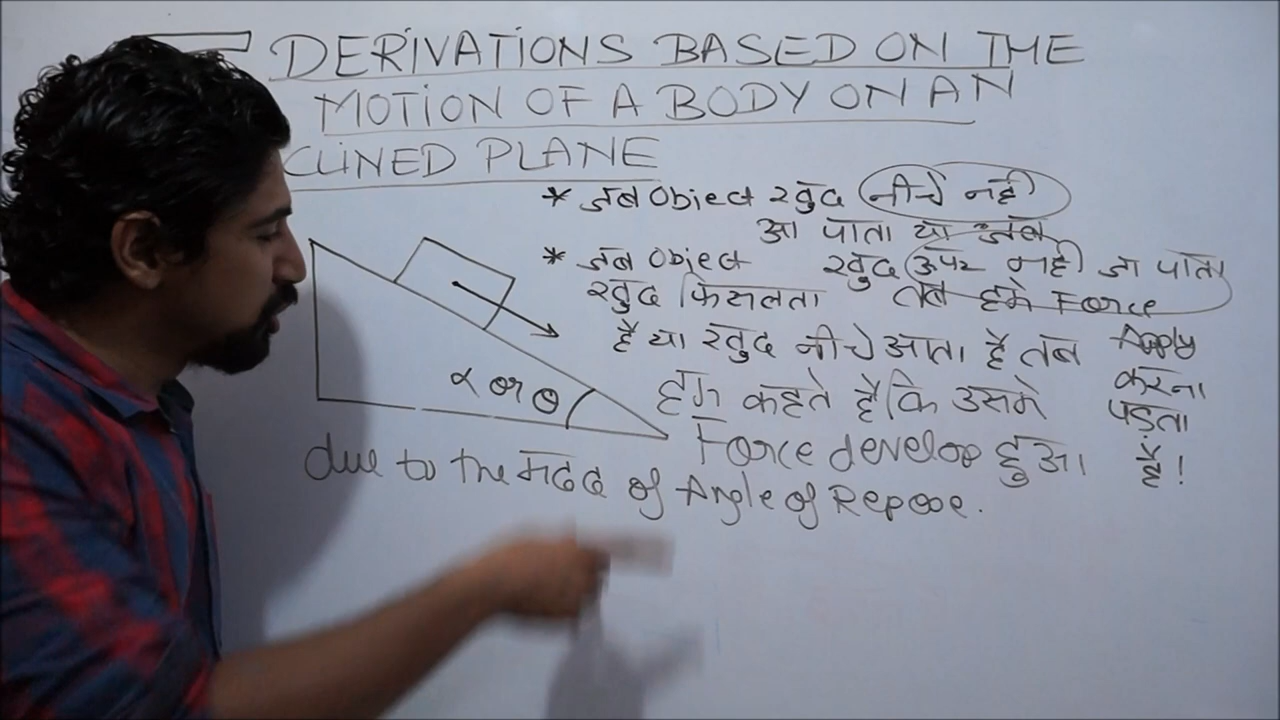 DERIVATIONS BASED ON THE
MOTION OF A BODY ON AN
CLINED PLANE
* जब Object खुद नीचे नही
आ पाता या जब
* जब Object खुद ऊपर नही जा पाता
खुद फिसलता तब हमे Force
है या खुद नीचे आता है तब Apply
हम कहते है कि उसमे करना
Force develop हुआ पड़ता
है!
α or θ
due to the मदद of Angle of Repose.